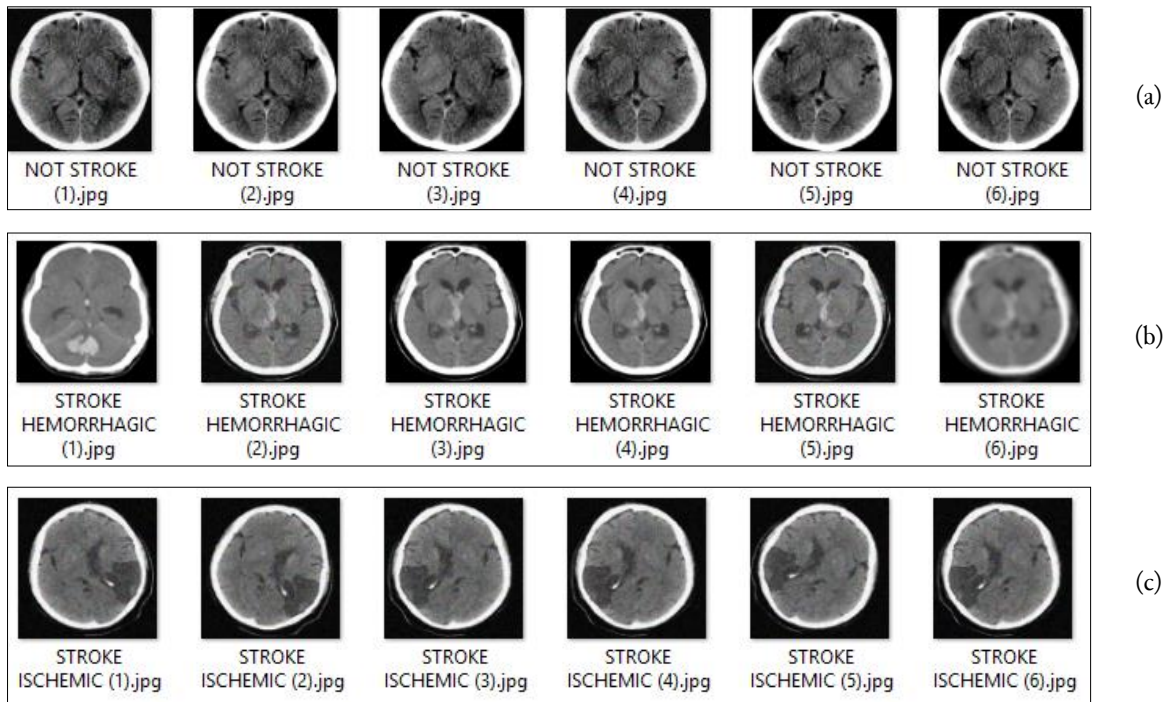 NOT STROKE
(1).jpg
NOT STROKE
(2).jpg
NOT STROKE
(3).jpg
NOT STROKE
(4).jpg
NOT STROKE
(5).jpg
NOT STROKE
(6).jpg
(a)
STROKE
HEMORRHAGIC
(1).jpg
STROKE
HEMORRHAGIC
(2).jpg
STROKE
HEMORRHAGIC
(3).jpg
STROKE
HEMORRHAGIC
(4).jpg
STROKE
HEMORRHAGIC
(5).jpg
STROKE
HEMORRHAGIC
(6).jpg
(b)
STROKE
ISCHEMIC (1).jpg
STROKE
ISCHEMIC (2).jpg
STROKE
ISCHEMIC (3).jpg
STROKE
ISCHEMIC (4).jpg
STROKE
ISCHEMIC (5).jpg
STROKE
ISCHEMIC (6).jpg
(c)